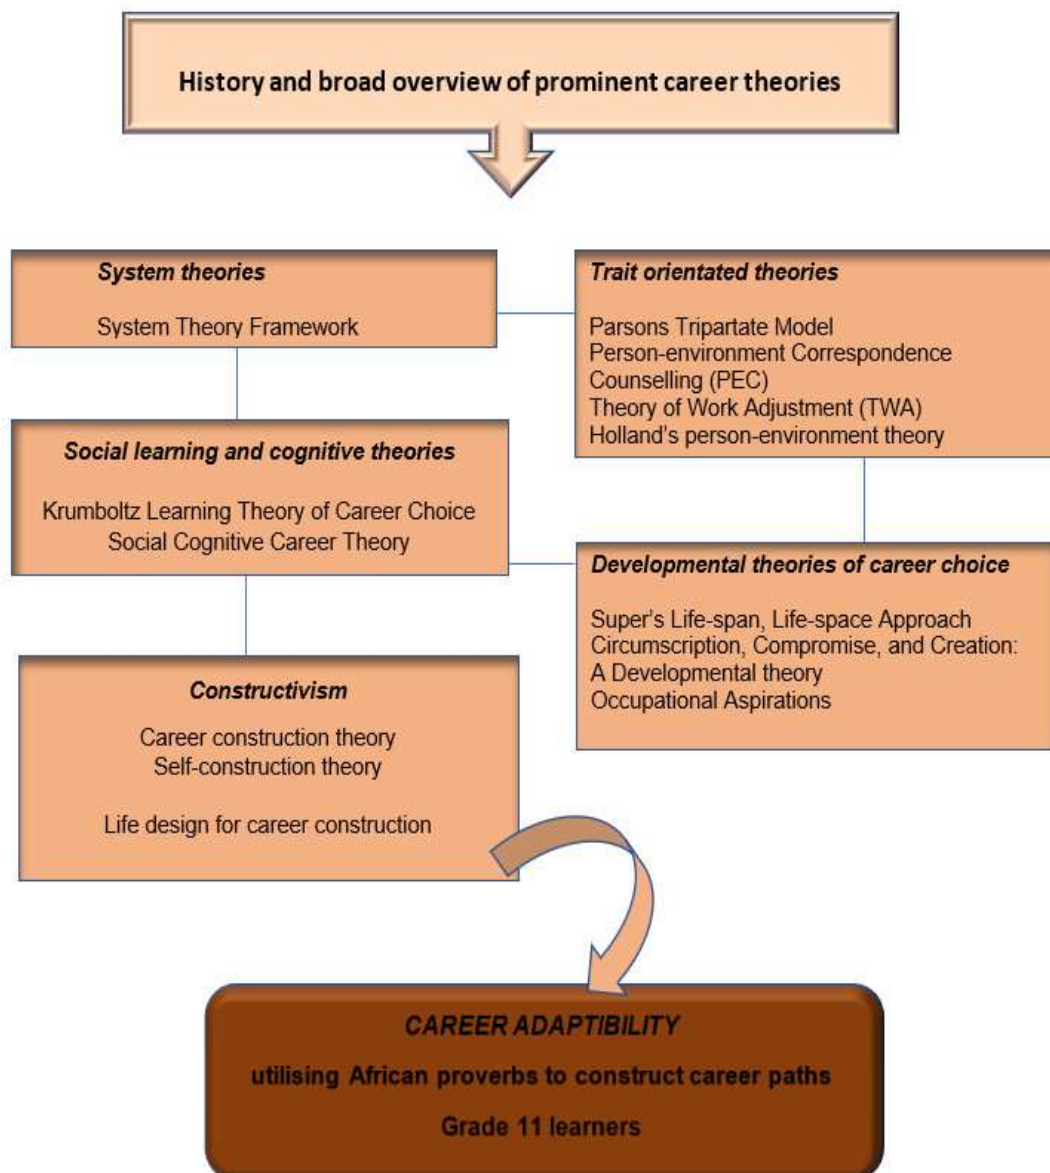 History and broad overview of prominent career theories
System theories
System Theory Framework
Trait orientated theories
Parsons Tripartate Model
Person-environment Correspondence
Counselling (PEC)
Theory of Work Adjustment (TWA)
Holland's person-environment theory
Social learning and cognitive theories
Krumboltz Learning Theory of Career Choice
Social Cognitive Career Theory
Developmental theories of career choice
Super's Life-span, Life-space Approach
Circumscription, Compromise, and Creation:
A Developmental theory
Occupational Aspirations
Constructivism
Career construction theory
Self-construction theory
Life design for career construction
CAREER ADAPTIBILITY
utilising African proverbs to construct career paths
Grade 11 learners